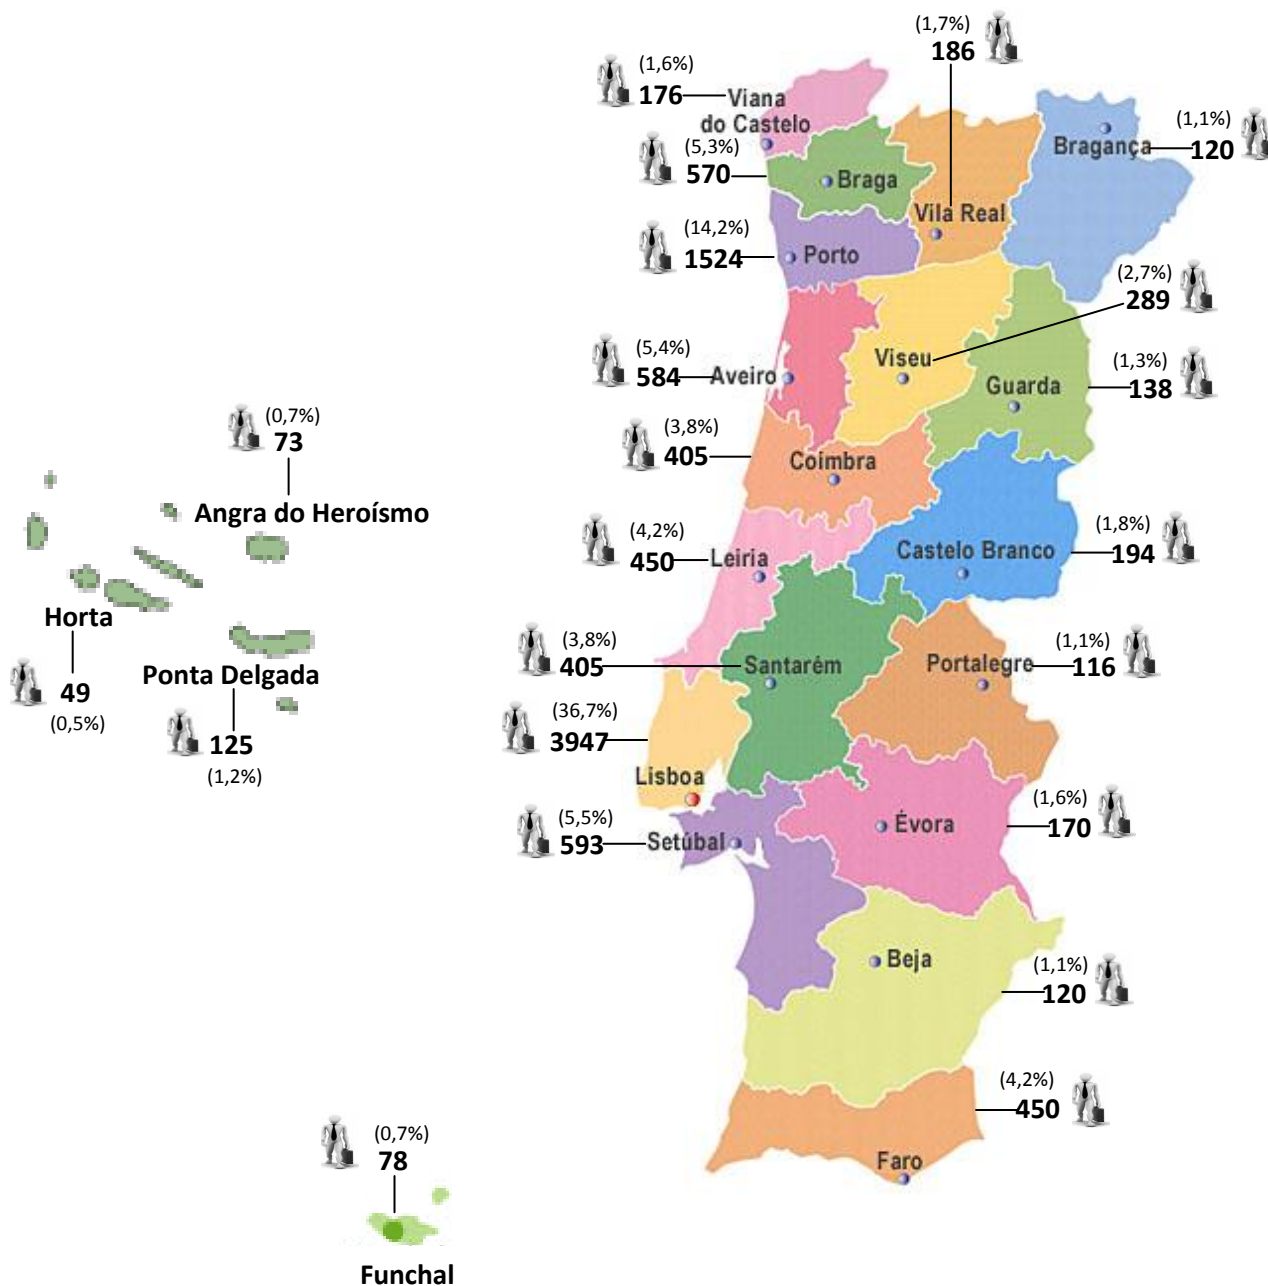 (1,7%)
186
(1,6%)
176
Viana
do Castelo
(1,1%)
Bragança
120
(5,3%)
570
Braga
Vila Real
(14,2%)
1524
Porto
(2,7%)
289
(5,4%)
584
Aveiro
Viseu
(1,3%)
138
Guarda
(0,7%)
73
Angra do Heroísmo
(3,8%)
405
Coimbra
(4,2%)
450
Leiria
Castelo Branco
(1,8%)
194
Horta
49
(0,5%)
Ponta Delgada
125
(1,2%)
(3,8%)
405
Santarém
Portalegre
(1,1%)
116
(36,7%)
3947
Lisboa
(5,5%)
593
Setúbal
Évora
(1,6%)
170
Beja
(1,1%)
120
(4,2%)
450
Faro
(0,7%)
78
Funchal